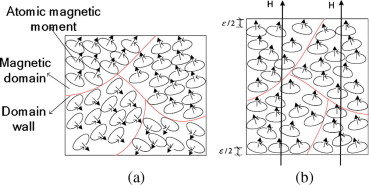 Atomic magnetic
moment
Magnetic
domain
Domain
wall
(a)
H
H
ε/2
ε/2
(b)